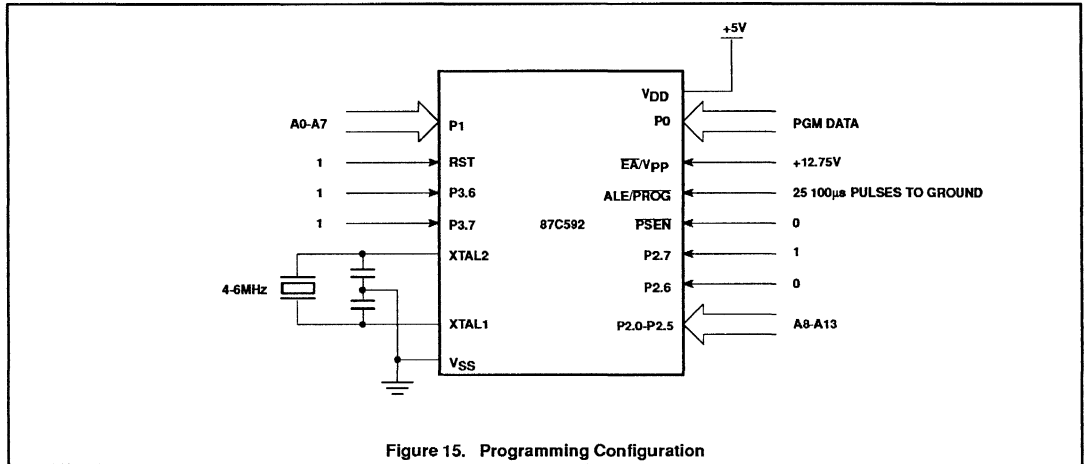 +5V
VDD
A0-A7
P1
P0
PGM DATA
1
RST
EA/VPP
+12.75V
1
P3.6
ALE/PROG
25 100µs PULSES TO GROUND
1
P3.7
87C592
PSEN
0
XTAL2
P2.7
1
4-6MHz
P2.6
0
XTAL1
P2.0-P2.5
A8-A13
VSS
Figure 15. Programming Configuration